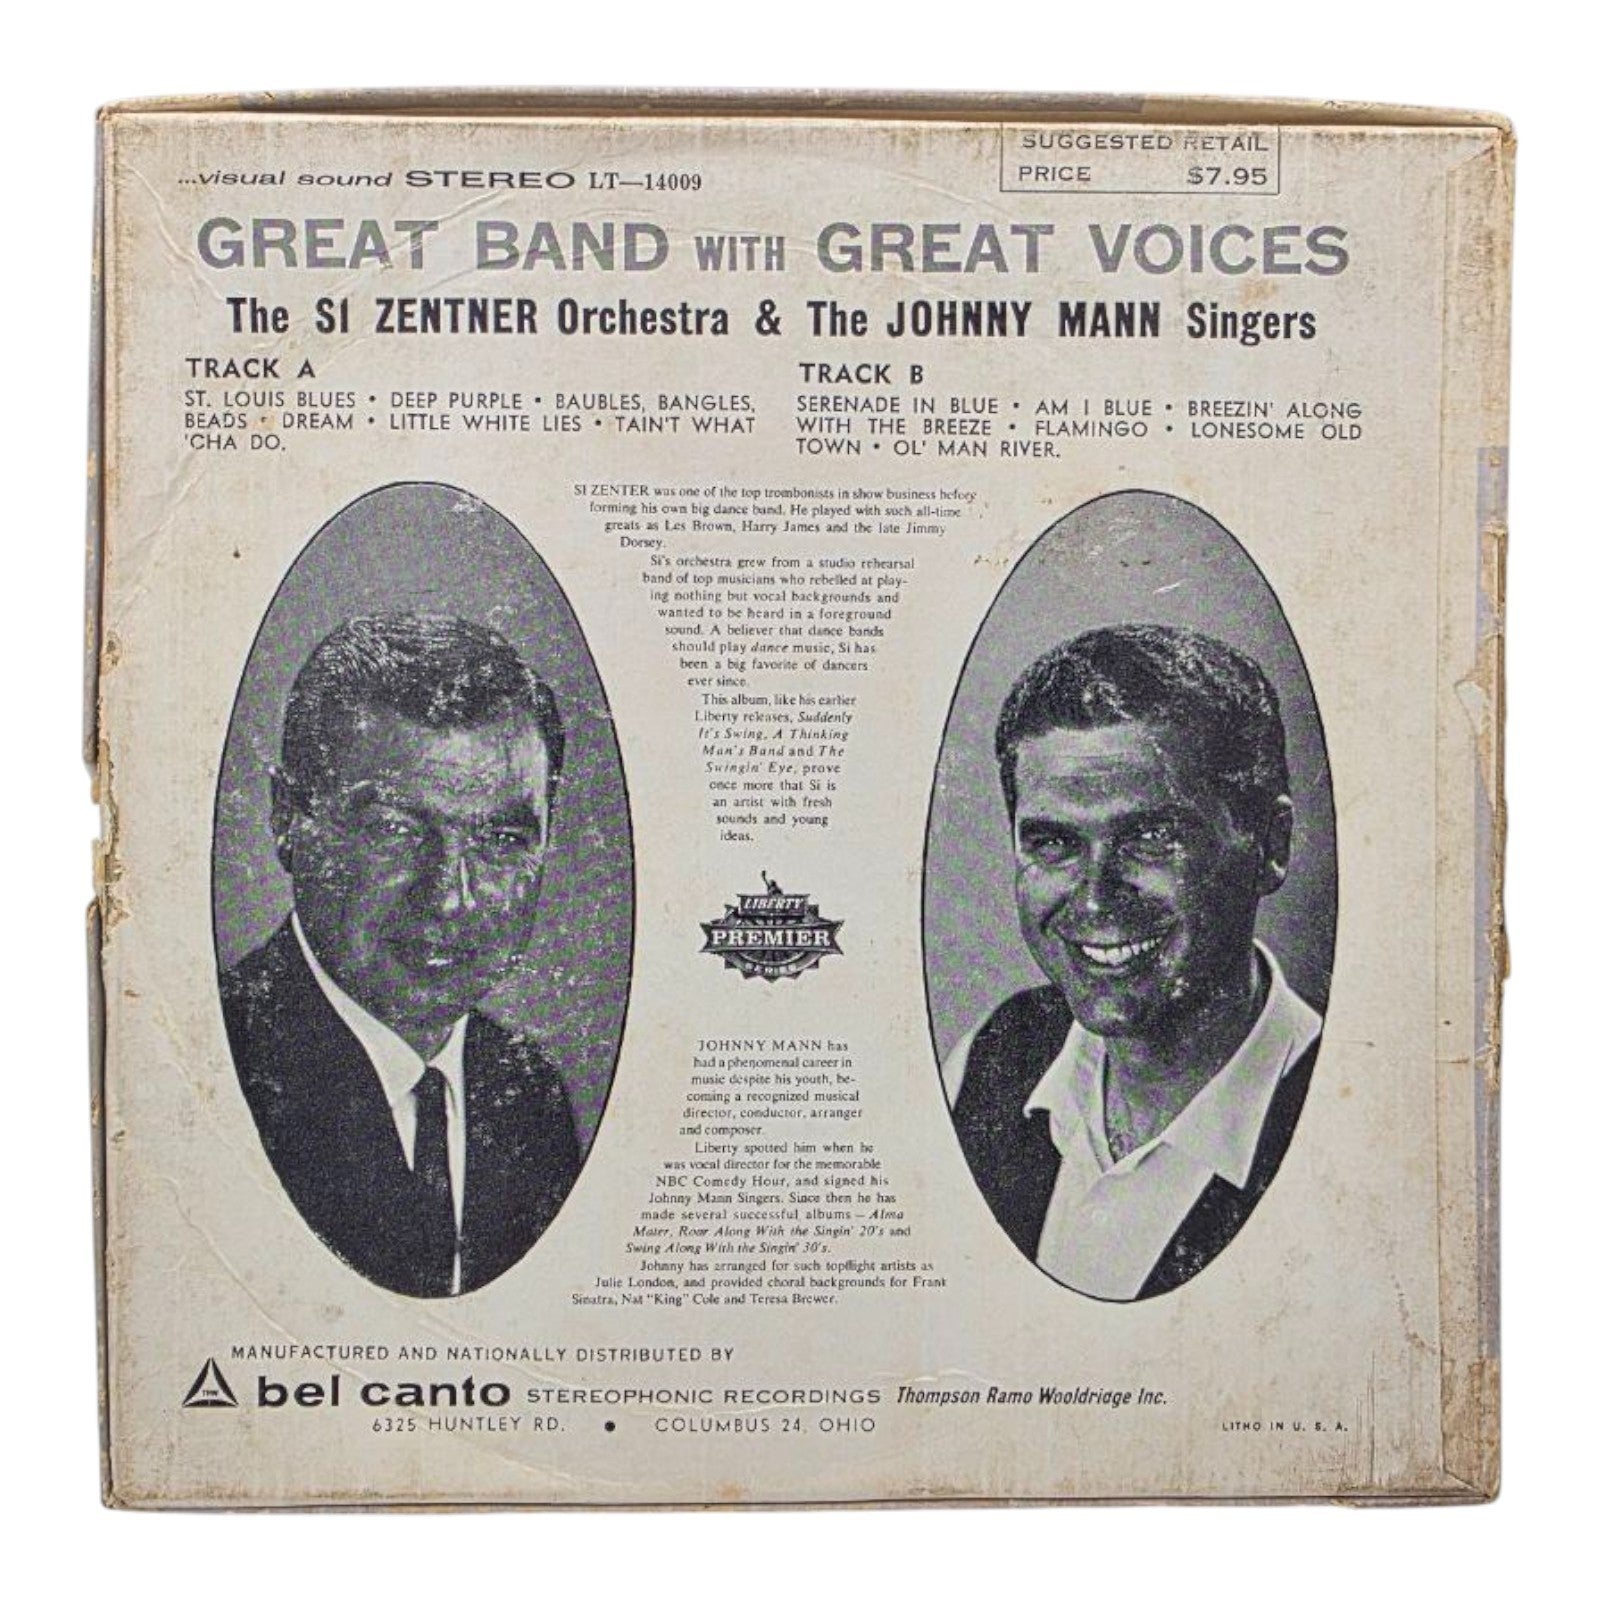 ...visual sound STEREO LT—14009
SUGGESTED RETAIL
PRICE $7.95
GREAT BAND WITH GREAT VOICES
The SI ZENTNER Orchestra & The JOHNNY MANN Singers
TRACK A
ST. LOUIS BLUES • DEEP PURPLE • BAUBLES, BANGLES,
BEADS • DREAM • LITTLE WHITE LIES • TAIN'T WHAT
'CHA DO.
TRACK B
SERENADE IN BLUE • AM I BLUE • BREEZIN' ALONG
WITH THE BREEZE • FLAMINGO • LONESOME OLD
TOWN • OL' MAN RIVER.
SI ZENTER was one of the top trombonists in show business before
forming his own big dance band. He played with such all-time
greats as Les Brown, Harry James and the late Jimmy
Dorsey.
Si's orchestra grew from a studio rehearsal
band of top musicians who rebelled at play-
ing nothing but vocal backgrounds and
wanted to be heard in a foreground
sound. A believer that dance bands
should play dance music, Si has
been a big favorite of dancers
ever since.
This album, like his earlier
Liberty releases, Suddenly
It's Swing, A Thinking
Man's Band and The
Swingin' Eye, prove
once more that Si is
an artist with fresh
sounds and young
ideas.
LIBERTY
PREMIER
SERIES
JOHNNY MANN has
had a phenomenal career in
music despite his youth, be-
coming a recognized musical
director, conductor, arranger
and composer.
Liberty spotted him when he
was vocal director for the memorable
NBC Comedy Hour, and signed his
Johnny Mann Singers. Since then he has
made several successful albums — Alma
Mater, Roar Along With the Singin' 20's and
Swing Along With the Singin' 30's.
Johnny has arranged for such topflight artists as
Julie London, and provided choral backgrounds for Frank
Sinatra, Nat "King" Cole and Teresa Brewer.
MANUFACTURED AND NATIONALLY DISTRIBUTED BY
TRW bel canto STEREOPHONIC RECORDINGS Thompson Ramo Wooldridge Inc.
6325 HUNTLEY RD. • COLUMBUS 24, OHIO
LITHO IN U. S. A.